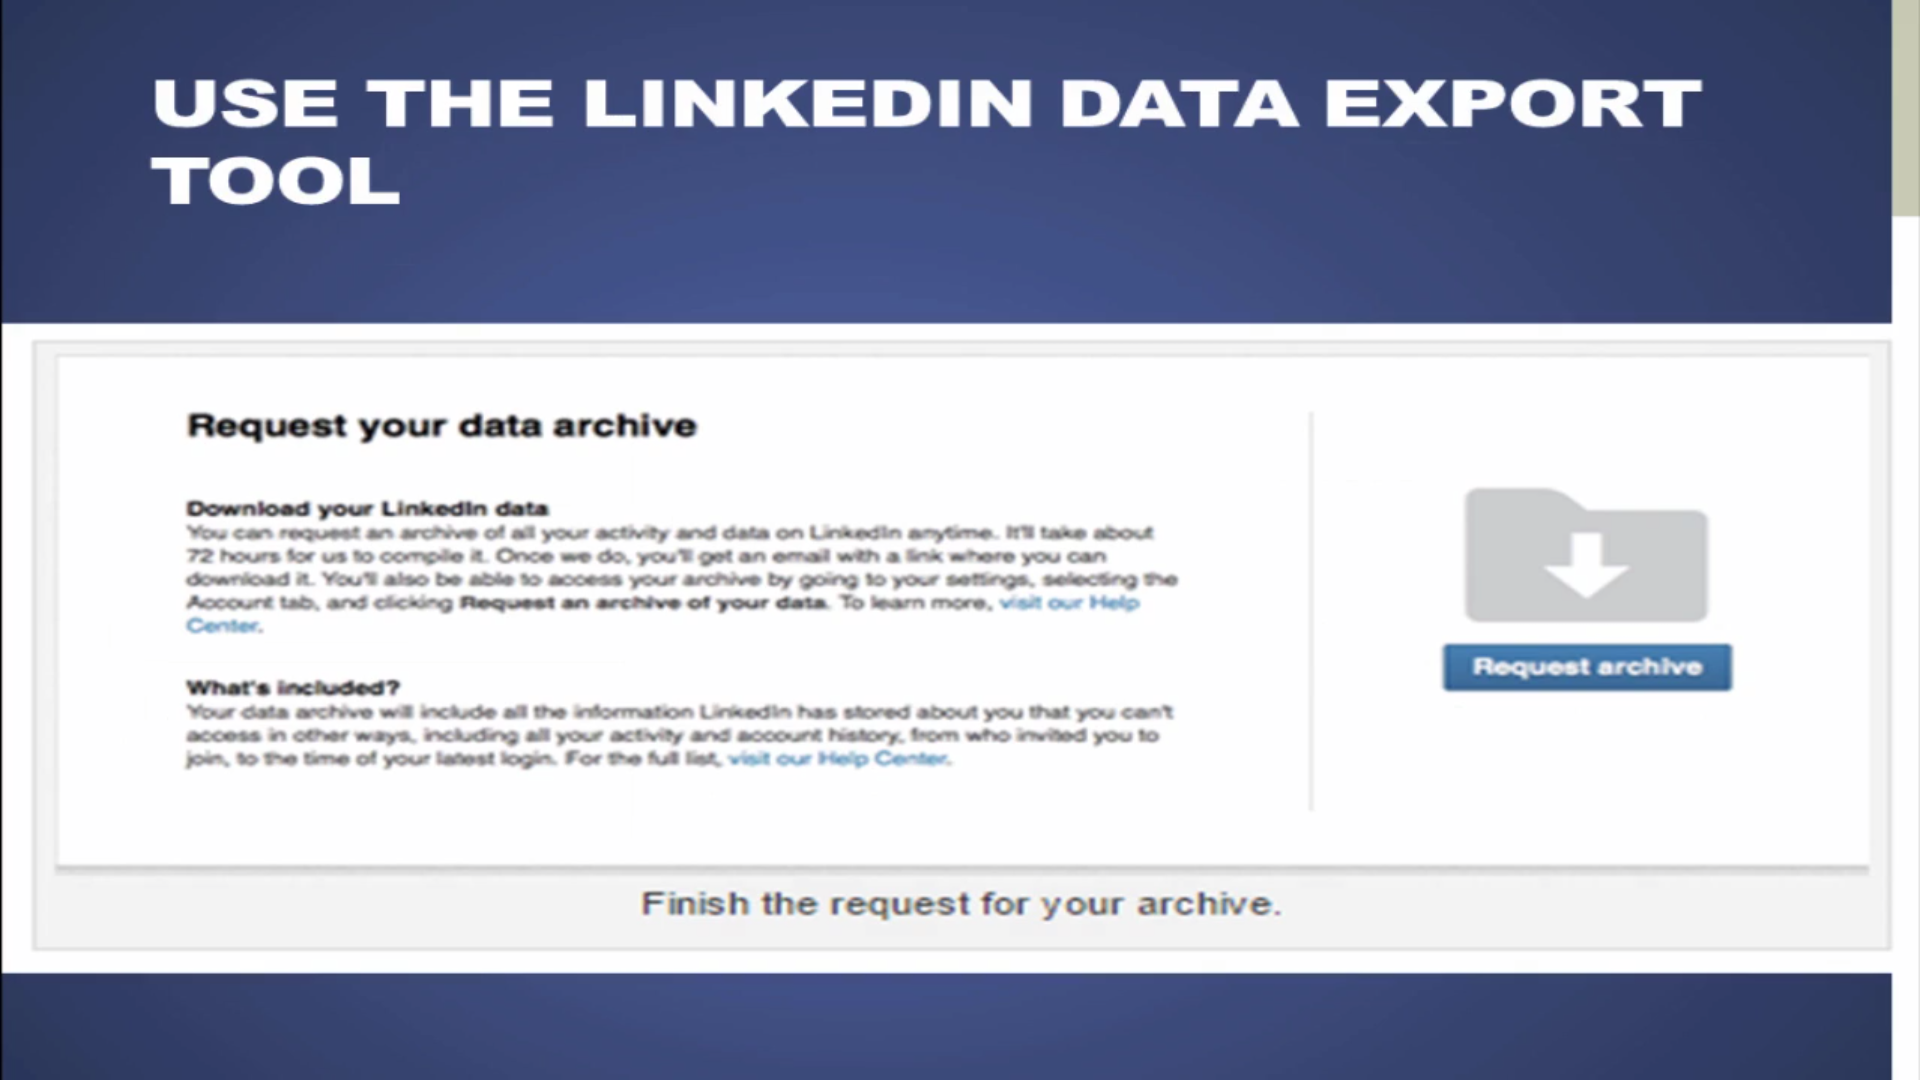 USE THE LINKEDIN DATA EXPORT
TOOL
Request your data archive
Download your LinkedIn data
You can request an archive of all your activity and data on LinkedIn anytime. It'll take about
72 hours for us to compile it. Once we do, you'll get an email with a link where you can
download it. You'll also be able to access your archive by going to your settings, selecting the
Account tab, and clicking Request an archive of your data. To learn more, visit our Help
Center.
What's included?
Your data archive will include all the information LinkedIn has stored about you that you can't
access in other ways, including all your activity and account history, from who invited you to
join, to the time of your latest login. For the full list, visit our Help Center.
Request archive
Finish the request for your archive.